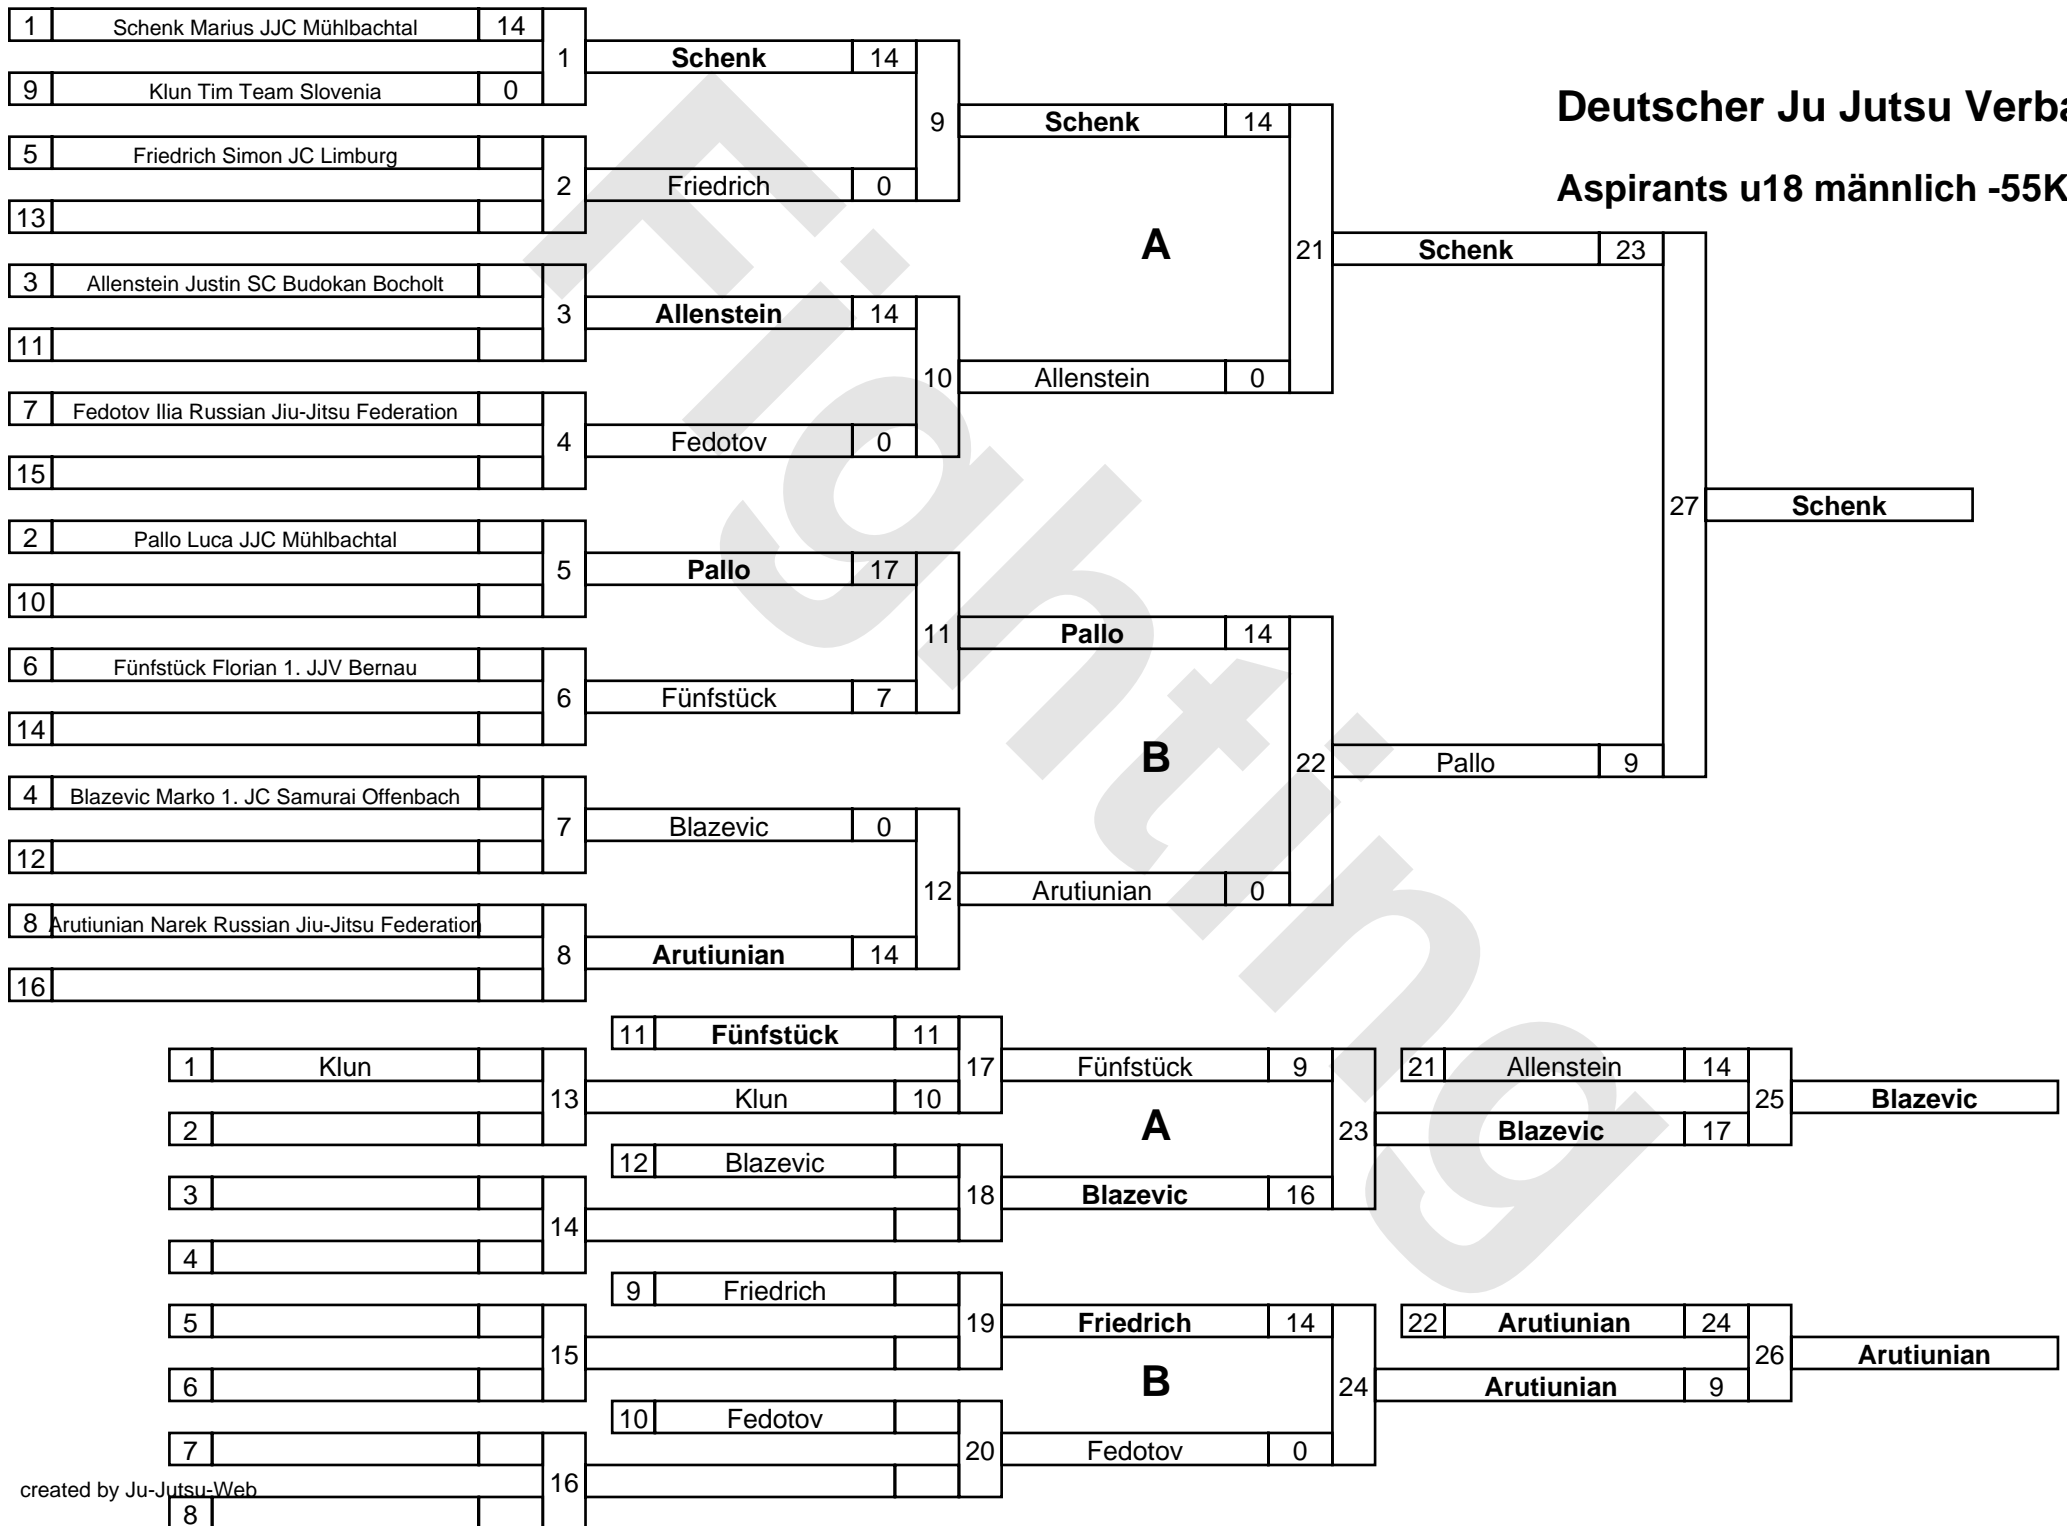 1 Schenk Marius JJC Mühlbachtal 14
1 Schenk 14
9 Klun Tim Team Slovenia 0
9 Schenk 14
Deutscher Ju Jutsu Verba
5 Friedrich Simon JC Limburg
2 Friedrich 0
Aspirants u18 männlich -55K
13
A
21 Schenk 23
3 Allenstein Justin SC Budokan Bocholt
3 Allenstein 14
11
10 Allenstein 0
7 Fedotov Ilia Russian Jiu-Jitsu Federation
4 Fedotov 0
15
27 Schenk
2 Pallo Luca JJC Mühlbachtal
5 Pallo 17
10
11 Pallo 14
6 Fünfstück Florian 1. JJV Bernau
6 Fünfstück 7
14
B
22 Pallo 9
4 Blazevic Marko 1. JC Samurai Offenbach
7 Blazevic 0
12
12 Arutiunian 0
8 Arutiunian Narek Russian Jiu-Jitsu Federation
8 Arutiunian 14
16
11 Fünfstück 11
1 Klun
17 Fünfstück 9
21 Allenstein 14
13 Klun 10
25 Blazevic
2
A
23 Blazevic 17
12 Blazevic
3
18 Blazevic 16
14
4
9 Friedrich
5
19 Friedrich 14
22 Arutiunian 24
15
26 Arutiunian
6
B
24 Arutiunian 9
10 Fedotov
7
20 Fedotov 0
16
created by Ju-Jutsu-Web
8
Fighting